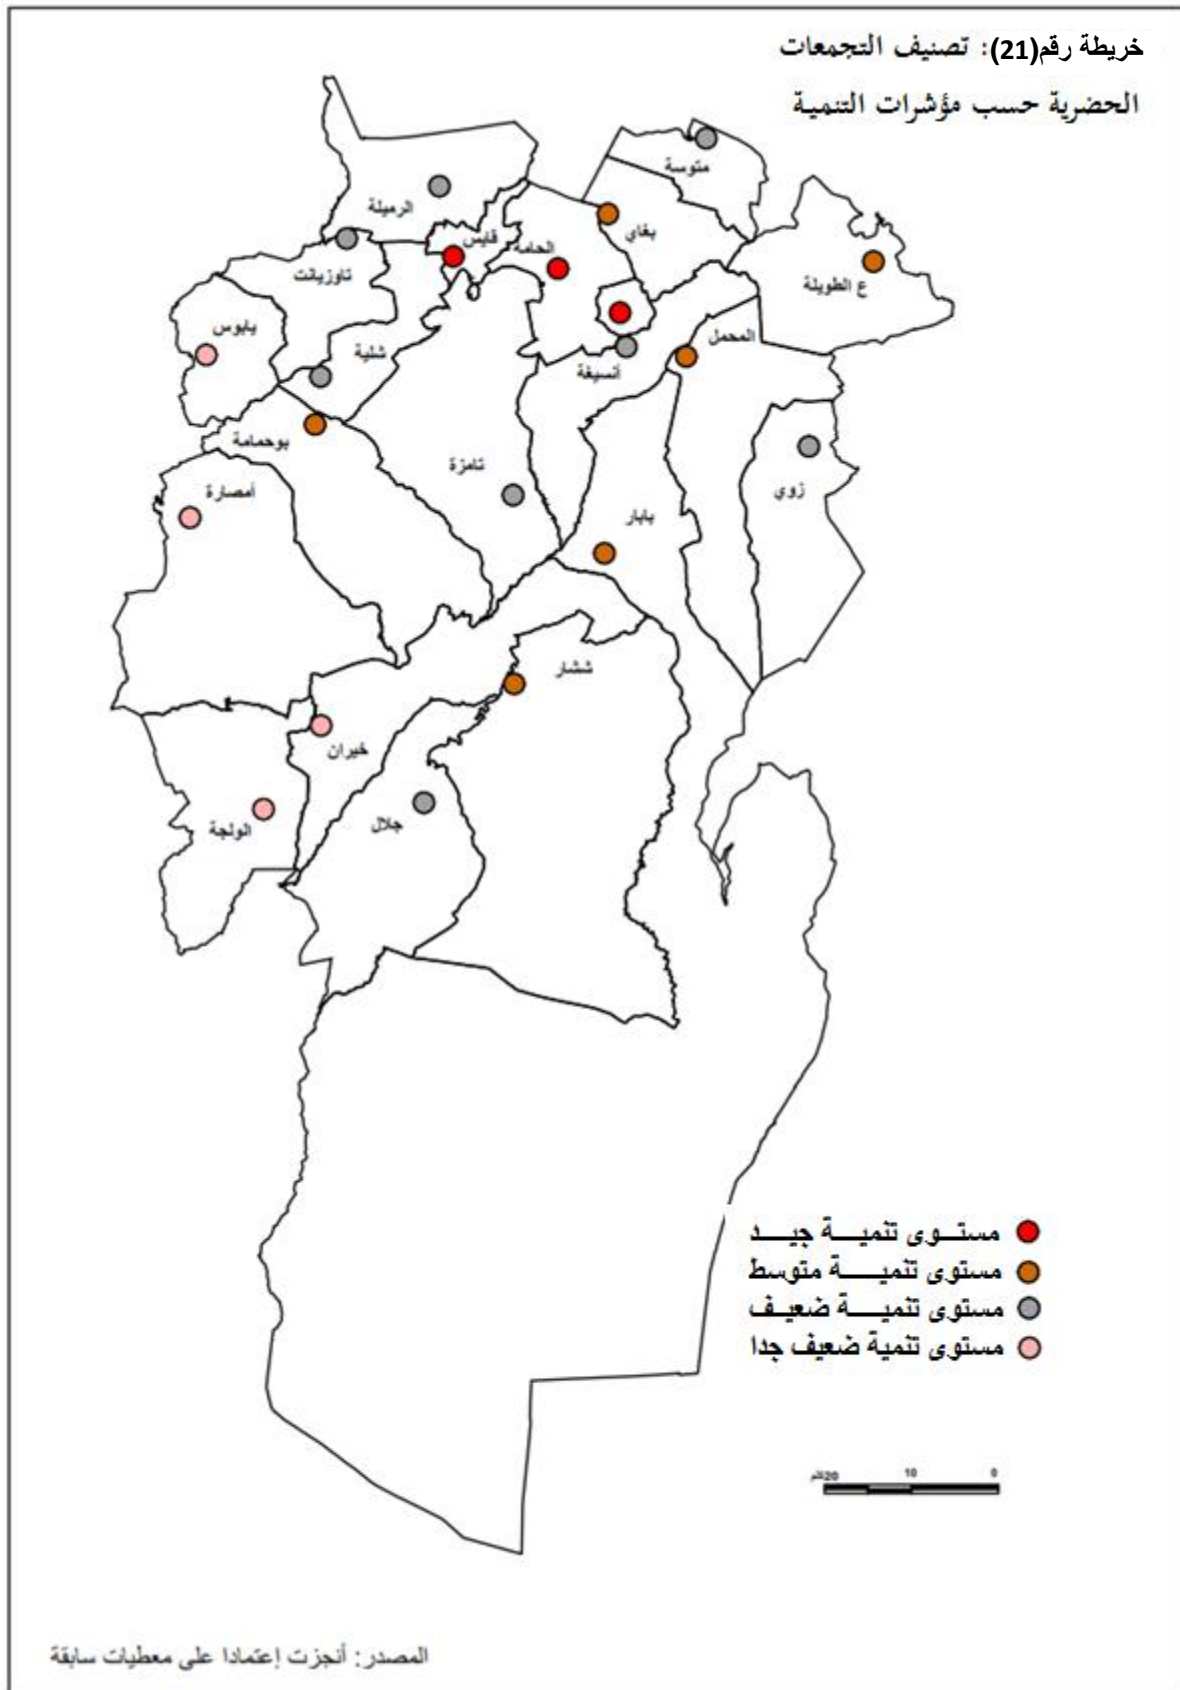 خريطة رقم(21): تصنيف التجمعات
الحضرية حسب مؤشرات التنمية
متوسة
الرميلة
بغاي
قايس
الحامة
تاوزيانت
ع الطويلة
يابوس
المحمل
شلية
أنسيغة
بوحمامة
تامزة
أمصارة
زوي
بابار
ششار
خيران
جلال
الولجة
مستوى تنمية جيد
مستوى تنمية متوسط
مستوى تنمية ضعيف
مستوى تنمية ضعيف جدا
0 10 20كلم
المصدر: أنجزت إعتمادا على معطيات سابقة